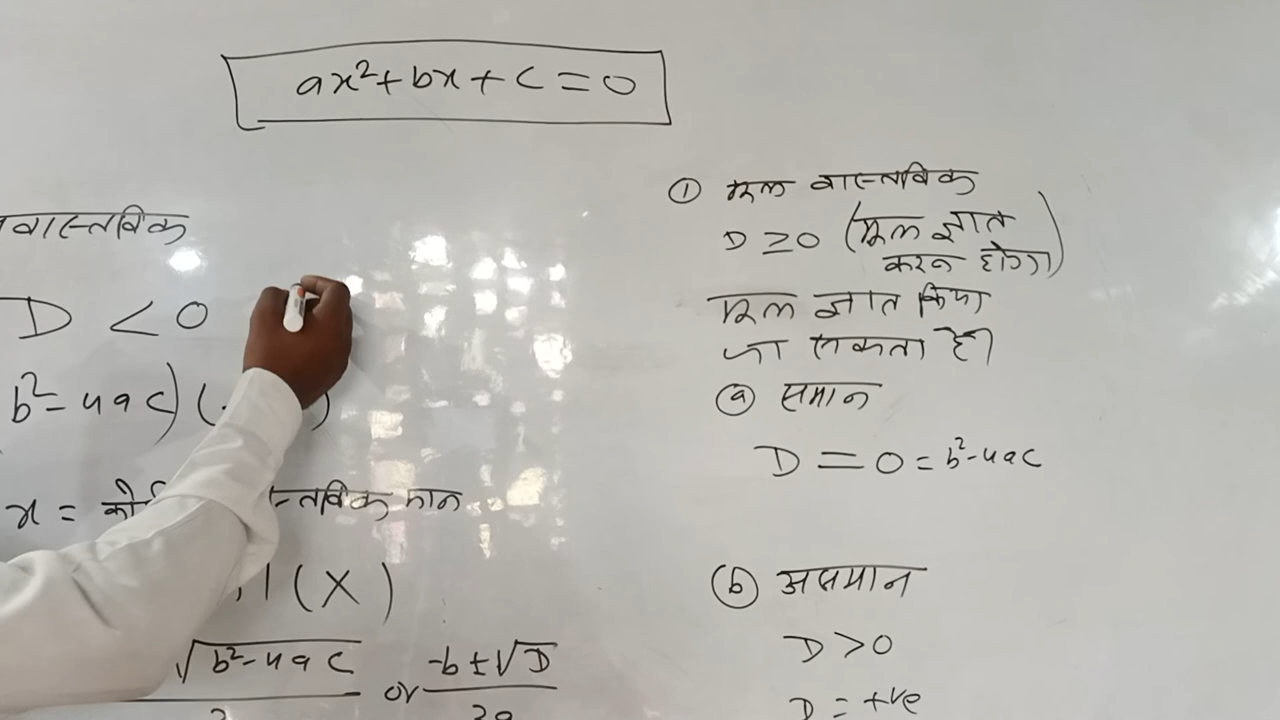 ax²+bx+c=0
① मूल वास्तविक
D ≥ 0 (मूल ज्ञात
करना होगा)
मूल ज्ञात किया
जा सकता है।
ⓐ समान
D = 0 = b²-4ac
ⓑ असमान
D > 0
D = +ve
वास्तविक
D < 0
b²-4ac) ( )
x = वास्तविक मान
(X)
√b²-4ac or -b±√D
2a